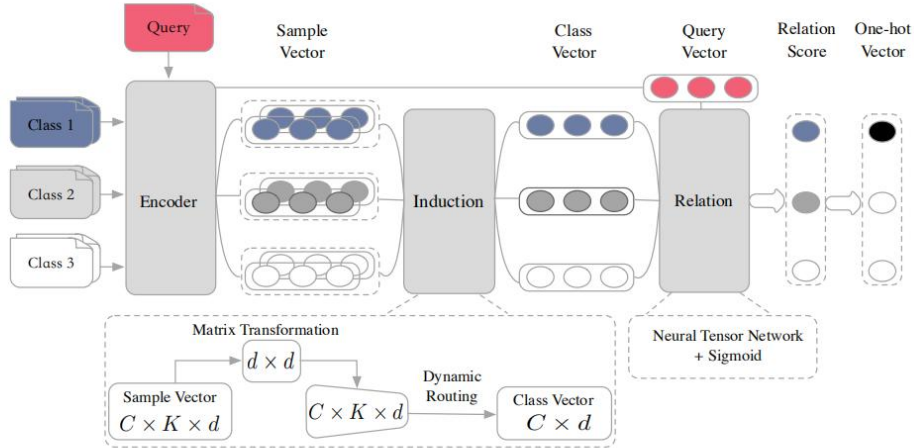 Query
Sample
Vector
Class
Vector
Query
Vector
Relation
Score
One-hot
Vector
Class 1
Class 2
Class 3
Encoder
Induction
Relation
Matrix Transformation
d × d
Sample Vector
C × K × d
C × K × d
Dynamic
Routing
Class Vector
C × d
Neural Tensor Network
+ Sigmoid